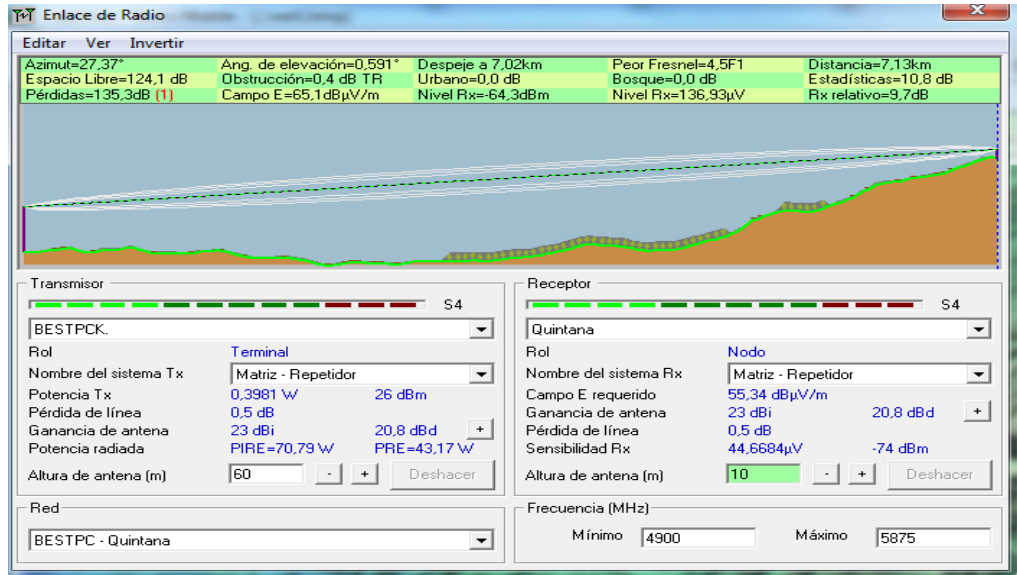 Enlace de Radio
Editar Ver Invertir
Azimut=27,37° Ang. de elevación=0,591° Despeje a 7,02km Peor Fresnel=4,5F1 Distancia=7,13km
Espacio Libre=124,1 dB Obstrucción=0,4 dB TR Urbano=0,0 dB Bosque=0,0 dB Estadísticas=10,8 dB
Pérdidas=135,3dB (1) Campo E=65,1dBµV/m Nivel Rx=-64,3dBm Nivel Rx=136,93µV Rx relativo=9,7dB
Transmisor
S4
BESTPCK.
Rol Terminal
Nombre del sistema Tx Matriz - Repetidor
Potencia Tx 0,3981 W 26 dBm
Pérdida de línea 0,5 dB
Ganancia de antena 23 dBi 20,8 dBd +
Potencia radiada PIRE=70,79 W PRE=43,17 W
Altura de antena (m) 60 - + Deshacer
Red
BESTPC - Quintana
Receptor
S4
Quintana
Rol Nodo
Nombre del sistema Rx Matriz - Repetidor
Campo E requerido 55,34 dBµV/m
Ganancia de antena 23 dBi 20,8 dBd +
Pérdida de línea 0,5 dB
Sensibilidad Rx 44,6684µV -74 dBm
Altura de antena (m) 10 - + Deshacer
Frecuencia (MHz)
Mínimo 4900 Máximo 5875